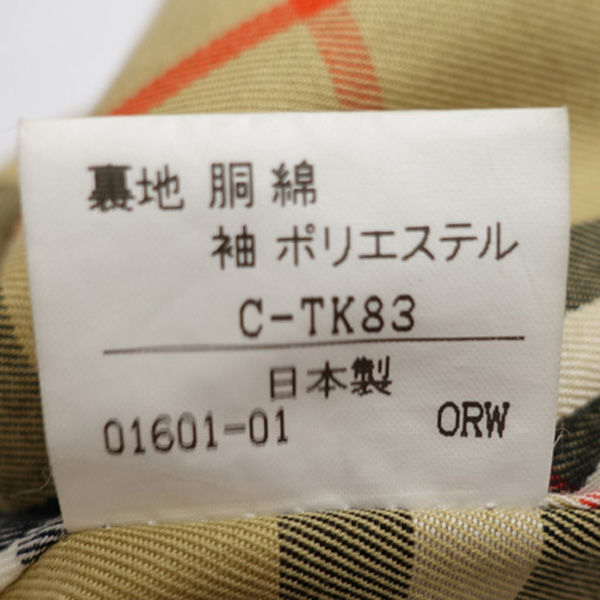 裏地 胴 綿
袖 ポリエステル
C-TK83
日本製
01601-01 ORW